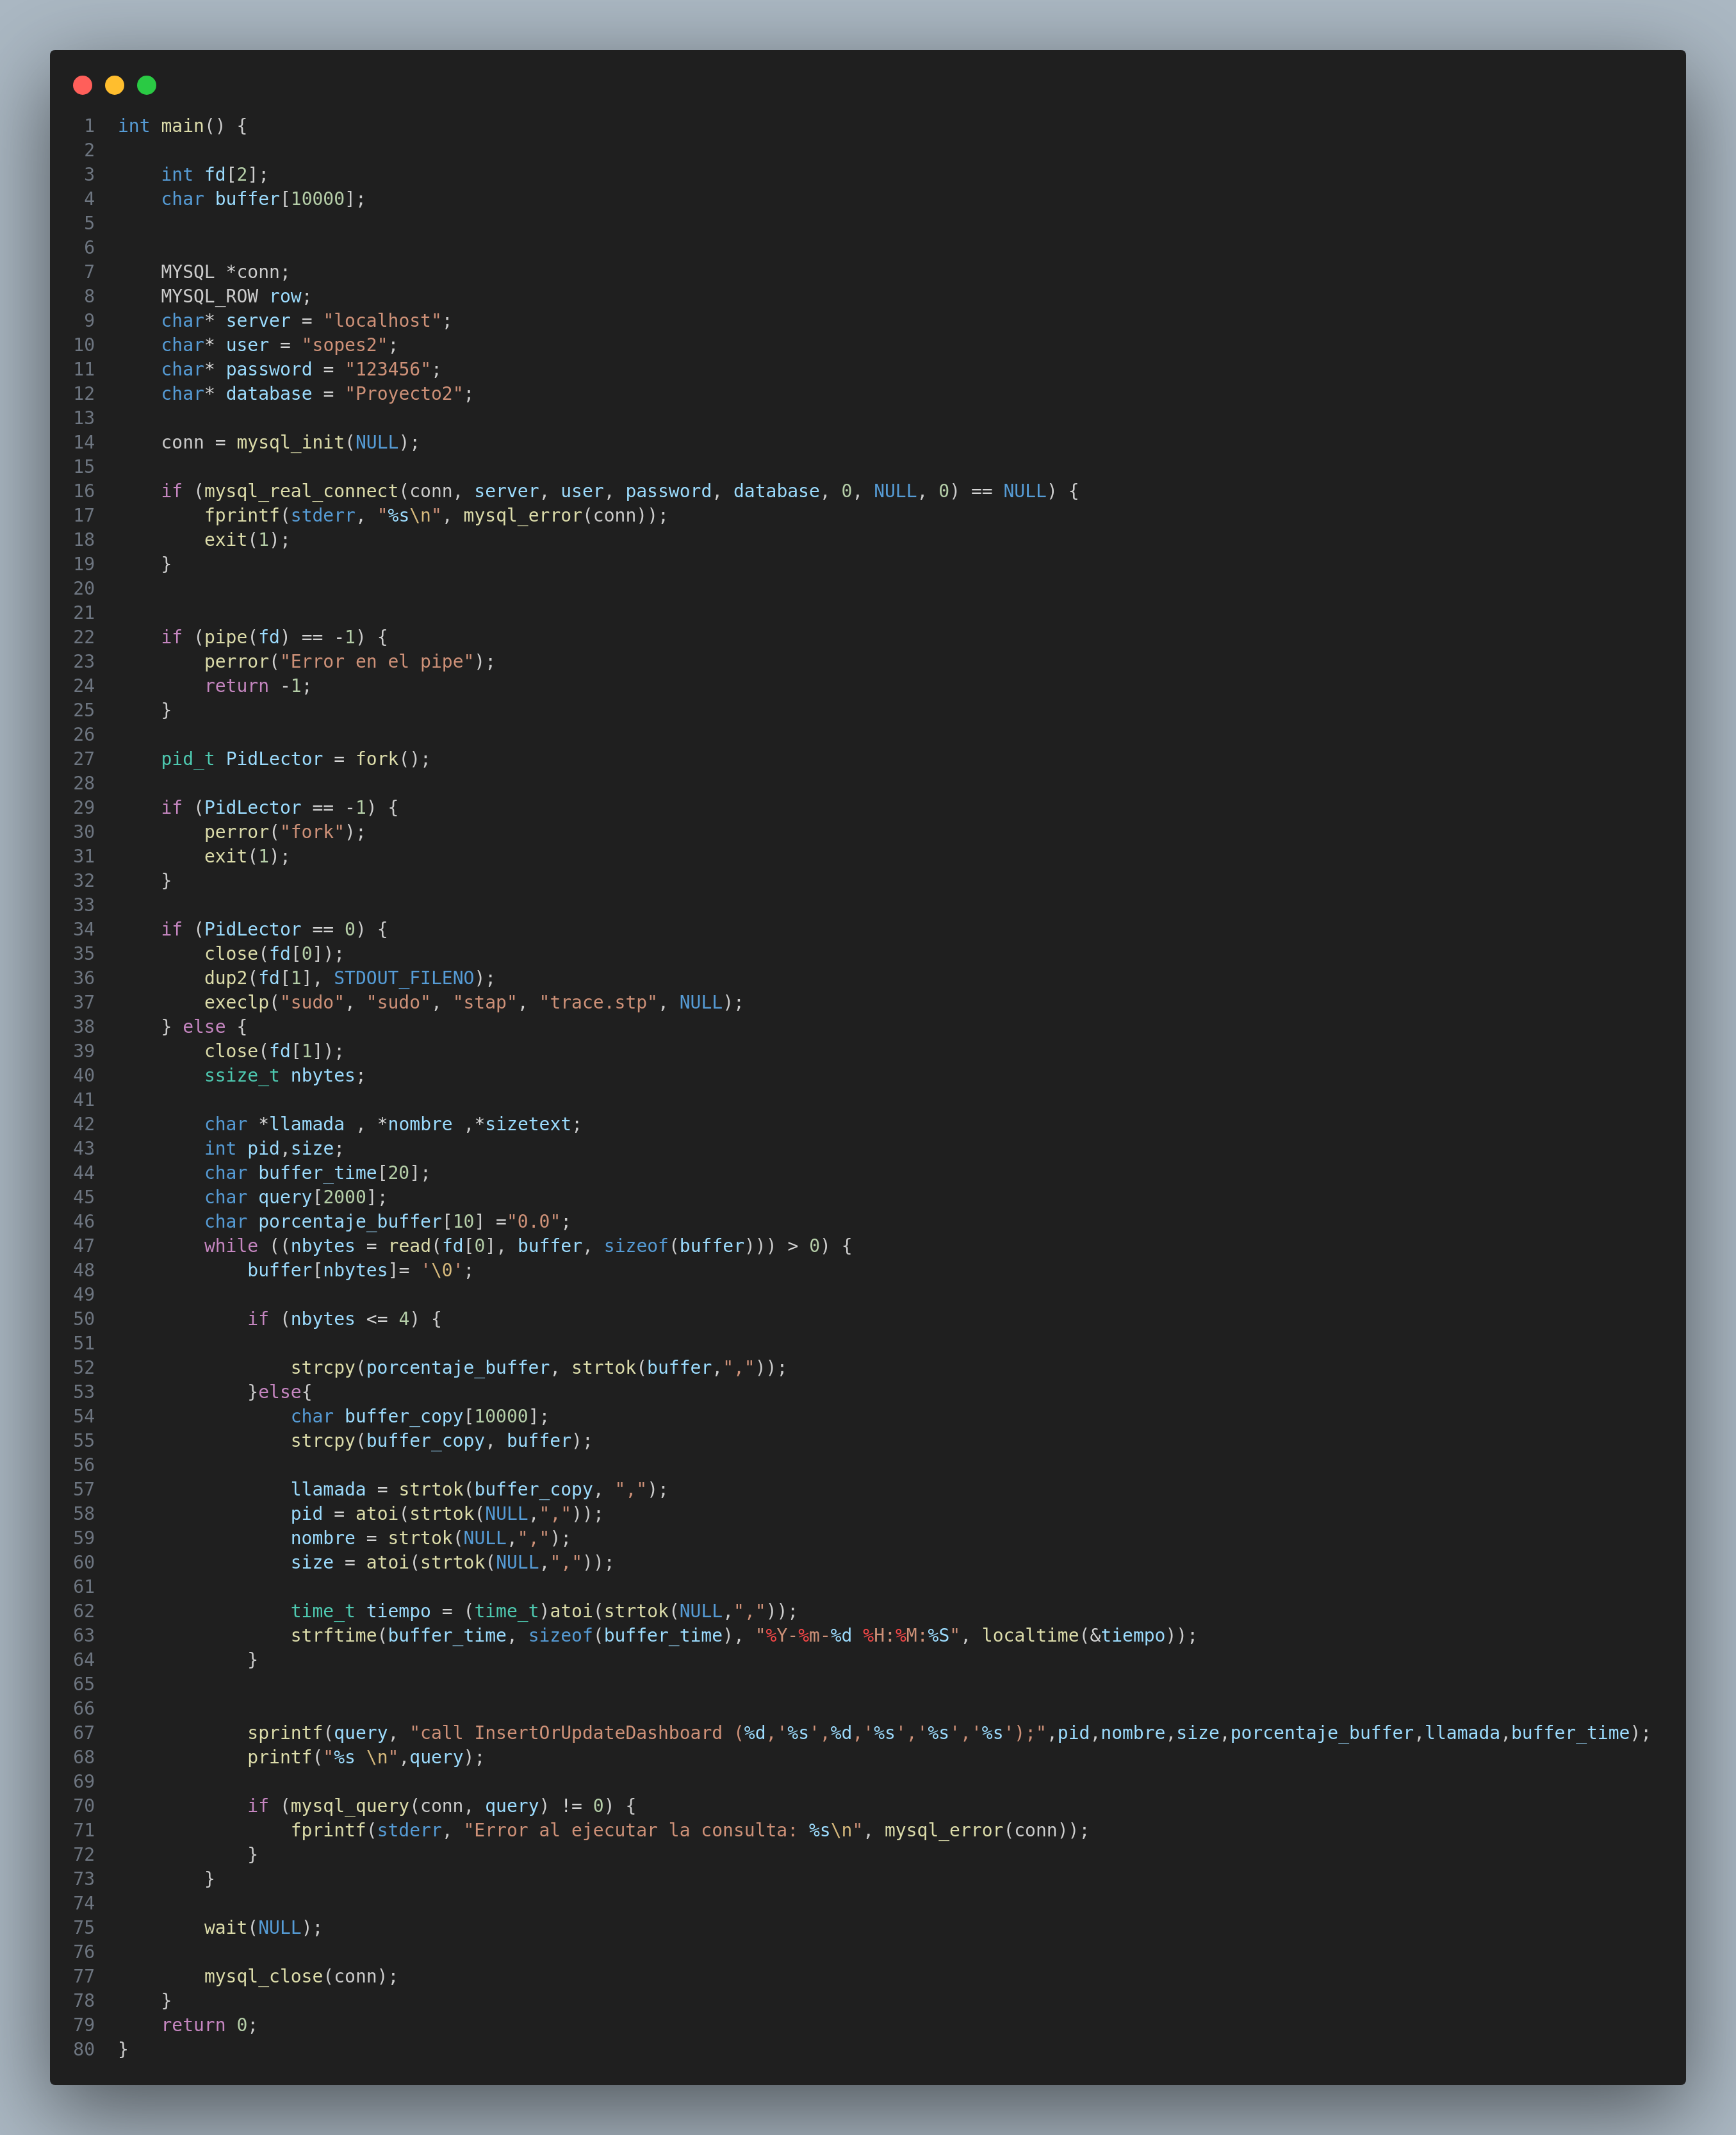 1 int main() {
2
3     int fd[2];
4     char buffer[10000];
5
6
7     MYSQL *conn;
8     MYSQL_ROW row;
9     char* server = "localhost";
10     char* user = "sopes2";
11     char* password = "123456";
12     char* database = "Proyecto2";
13
14     conn = mysql_init(NULL);
15
16     if (mysql_real_connect(conn, server, user, password, database, 0, NULL, 0) == NULL) {
17         fprintf(stderr, "%s\n", mysql_error(conn));
18         exit(1);
19     }
20
21
22     if (pipe(fd) == -1) {
23         perror("Error en el pipe");
24         return -1;
25     }
26
27     pid_t PidLector = fork();
28
29     if (PidLector == -1) {
30         perror("fork");
31         exit(1);
32     }
33
34     if (PidLector == 0) {
35         close(fd[0]);
36         dup2(fd[1], STDOUT_FILENO);
37         execlp("sudo", "sudo", "stap", "trace.stp", NULL);
38     } else {
39         close(fd[1]);
40         ssize_t nbytes;
41
42         char *llamada , *nombre ,*sizetext;
43         int pid,size;
44         char buffer_time[20];
45         char query[2000];
46         char porcentaje_buffer[10] ="0.0";
47         while ((nbytes = read(fd[0], buffer, sizeof(buffer))) > 0) {
48             buffer[nbytes]= '\0';
49
50             if (nbytes <= 4) {
51
52                 strcpy(porcentaje_buffer, strtok(buffer,","));
53             }else{
54                 char buffer_copy[10000];
55                 strcpy(buffer_copy, buffer);
56
57                 llamada = strtok(buffer_copy, ",");
58                 pid = atoi(strtok(NULL,","));
59                 nombre = strtok(NULL,",");
60                 size = atoi(strtok(NULL,","));
61
62                 time_t tiempo = (time_t)atoi(strtok(NULL,","));
63                 strftime(buffer_time, sizeof(buffer_time), "%Y-%m-%d %H:%M:%S", localtime(&tiempo));
64             }
65
66
67             sprintf(query, "call InsertOrUpdateDashboard (%d,'%s',%d,'%s','%s','%s');",pid,nombre,size,porcentaje_buffer,llamada,buffer_time);
68             printf("%s \n",query);
69
70             if (mysql_query(conn, query) != 0) {
71                 fprintf(stderr, "Error al ejecutar la consulta: %s\n", mysql_error(conn));
72             }
73         }
74
75         wait(NULL);
76
77         mysql_close(conn);
78     }
79     return 0;
80 }